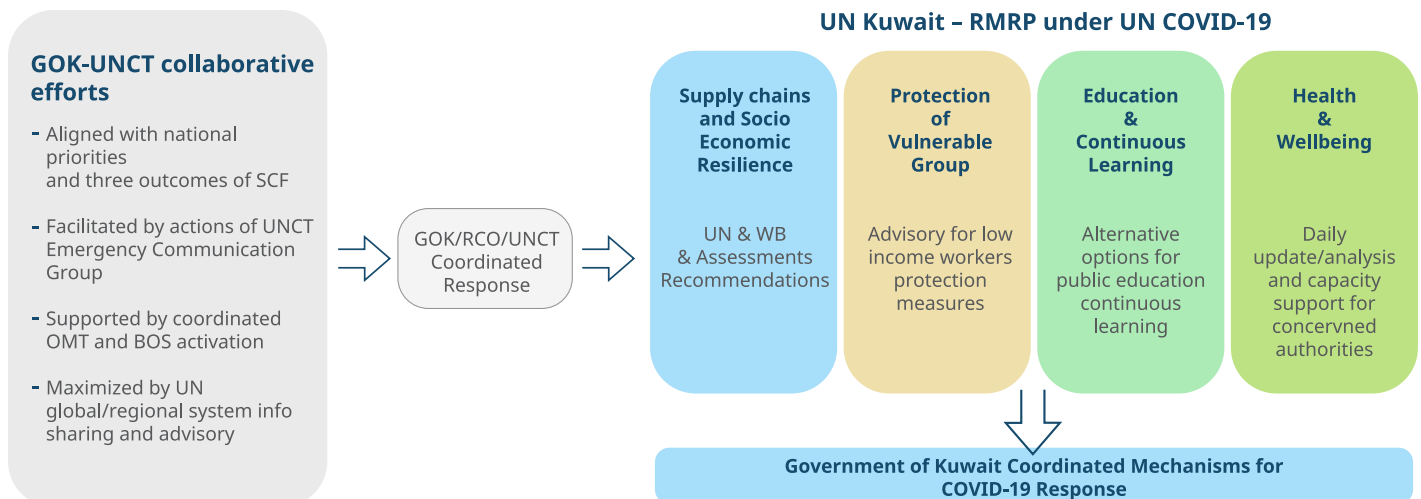 GOK-UNCT collaborative
efforts
- Aligned with national
priorities
and three outcomes of SCF
- Facilitated by actions of UNCT
Emergency Communication
Group
- Supported by coordinated
OMT and BOS activation
- Maximized by UN
global/regional system info
sharing and advisory
GOK/RCO/UNCT
Coordinated
Response
UN Kuwait – RMRP under UN COVID-19
Supply chains
and Socio
Economic
Resilience
UN & WB
& Assessments
Recommendations
Protection
of
Vulnerable
Group
Advisory for low
income workers
protection
measures
Education
&
Continuous
Learning
Alternative
options for
public education
continuous
learning
Health
&
Wellbeing
Daily
update/analysis
and capacity
support for
concervned
authorities
Government of Kuwait Coordinated Mechanisms for
COVID-19 Response